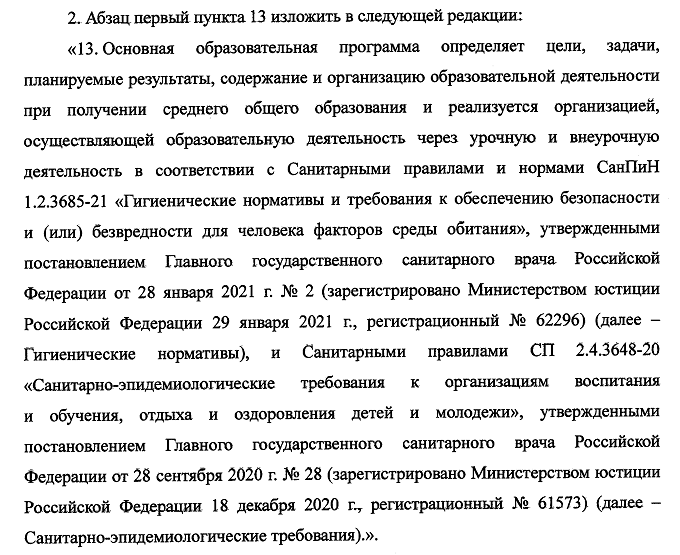 2. Абзац первый пункта 13 изложить в следующей редакции:
«13. Основная образовательная программа определяет цели, задачи,
планируемые результаты, содержание и организацию образовательной деятельности
при получении среднего общего образования и реализуется организацией,
осуществляющей образовательную деятельность через урочную и внеурочную
деятельность в соответствии с Санитарными правилами и нормами СанПиН
1.2.3685-21 «Гигиенические нормативы и требования к обеспечению безопасности
и (или) безвредности для человека факторов среды обитания», утвержденными
постановлением Главного государственного санитарного врача Российской
Федерации от 28 января 2021 г. № 2 (зарегистрировано Министерством юстиции
Российской Федерации 29 января 2021 г., регистрационный № 62296) (далее –
Гигиенические нормативы), и Санитарными правилами СП 2.4.3648-20
«Санитарно-эпидемиологические требования к организациям воспитания
и обучения, отдыха и оздоровления детей и молодежи», утвержденными
постановлением Главного государственного санитарного врача Российской
Федерации от 28 сентября 2020 г. № 28 (зарегистрировано Министерством юстиции
Российской Федерации 18 декабря 2020 г., регистрационный № 61573) (далее –
Санитарно-эпидемиологические требования).».